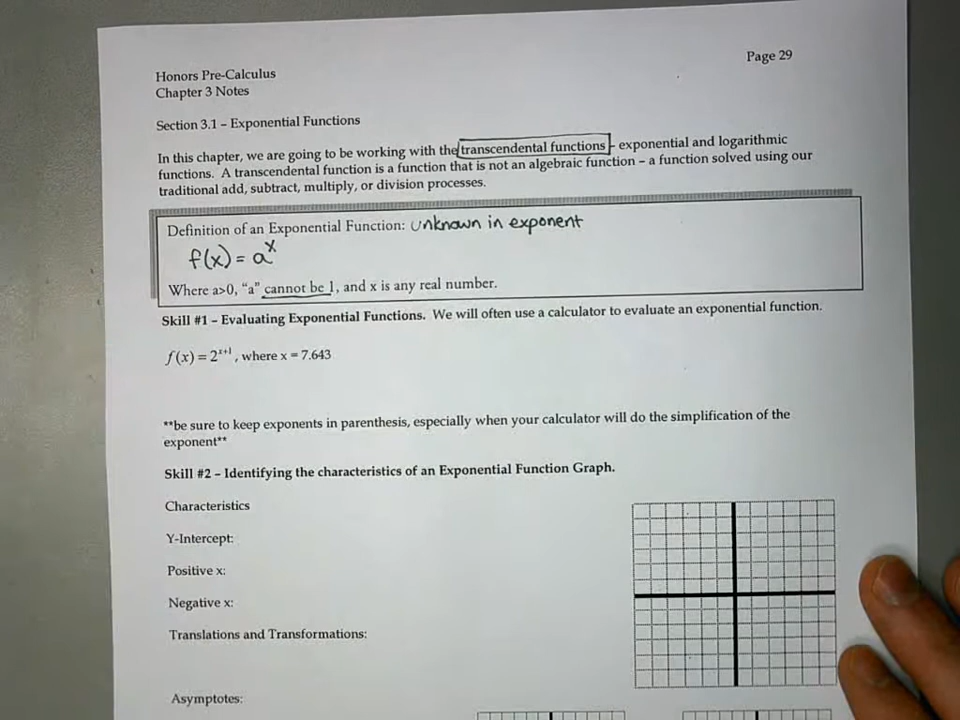 Page 29
Honors Pre-Calculus
Chapter 3 Notes
Section 3.1 – Exponential Functions
In this chapter, we are going to be working with the transcendental functions – exponential and logarithmic
functions. A transcendental function is a function that is not an algebraic function – a function solved using our
traditional add, subtract, multiply, or division processes.
Definition of an Exponential Function: unknown in exponent
f(x) = a^x
Where a>0, “a” cannot be 1, and x is any real number.
Skill #1 – Evaluating Exponential Functions. We will often use a calculator to evaluate an exponential function.
f(x) = 2^{x+1}, where x = 7.643
**be sure to keep exponents in parenthesis, especially when your calculator will do the simplification of the
exponent**
Skill #2 – Identifying the characteristics of an Exponential Function Graph.
Characteristics
Y-Intercept:
Positive x:
Negative x:
Translations and Transformations:
Asymptotes: